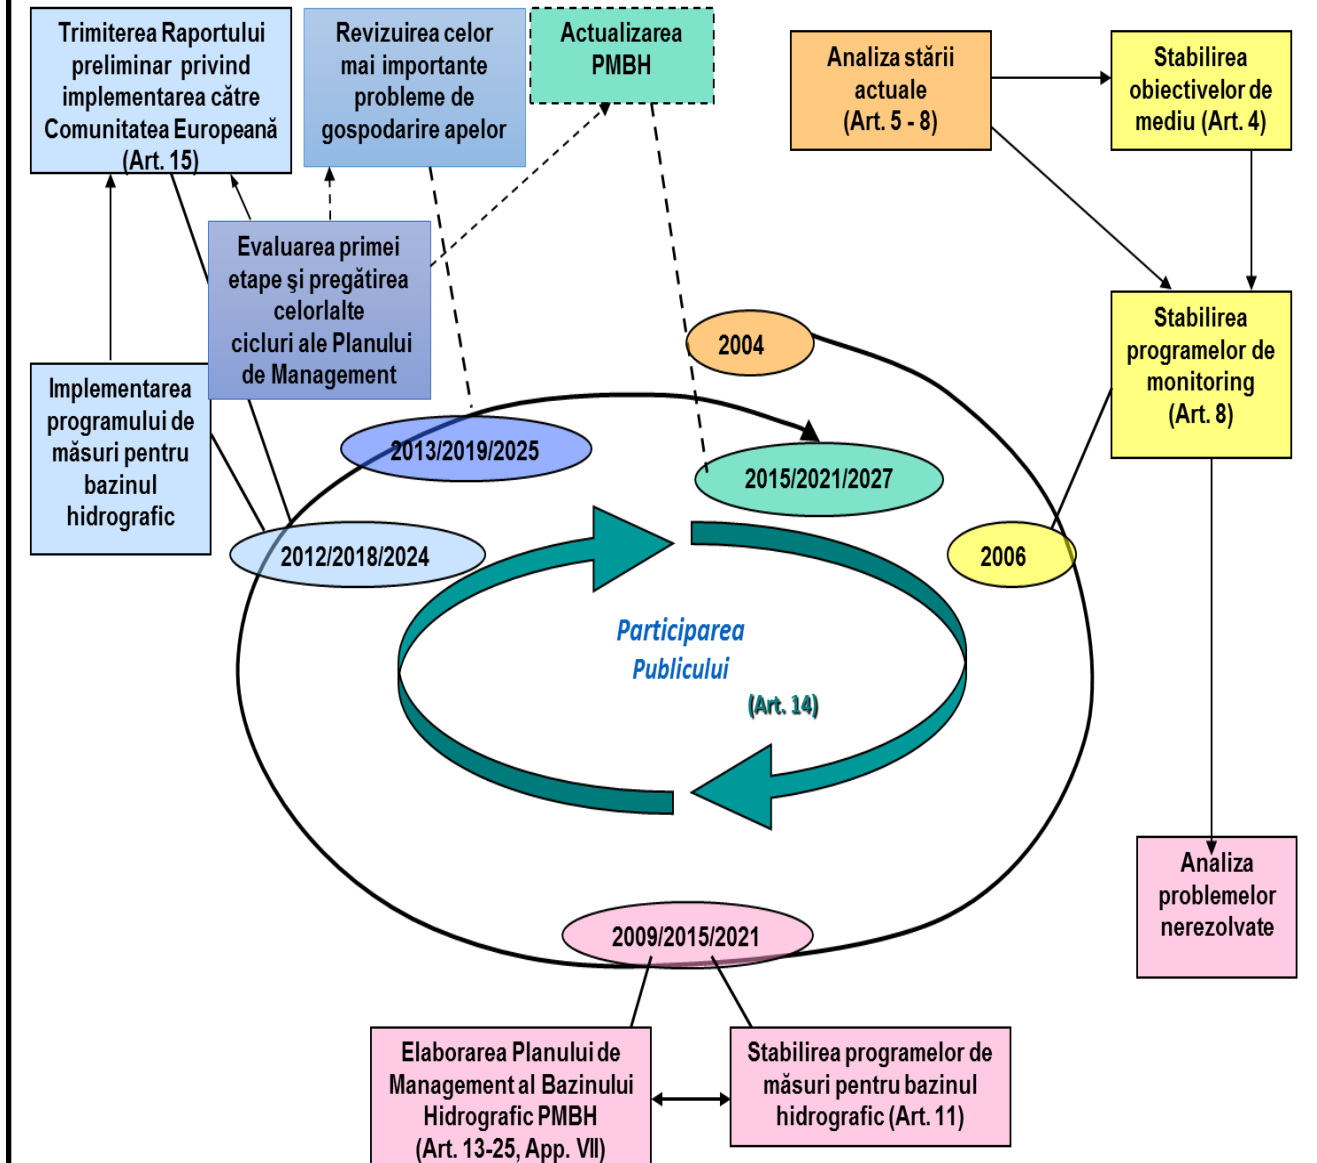 Trimiterea Raportului
preliminar privind
implementarea către
Comunitatea Europeană
(Art. 15)
Revizuirea celor
mai importante
probleme de
gospodarire apelor
Actualizarea
PMBH
Analiza stării
actuale
(Art. 5 - 8)
Stabilirea
obiectivelor de
mediu (Art. 4)
Evaluarea primei
etape şi pregătirea
celorlalte
cicluri ale Planului
de Management
Stabilirea
programelor de
monitoring
(Art. 8)
Implementarea
programului de
măsuri pentru
bazinul
hidrografic
2004
2013/2019/2025
2015/2021/2027
2012/2018/2024
2006
Participarea
Publicului
(Art. 14)
Analiza
problemelor
nerezolvate
2009/2015/2021
Elaborarea Planului de
Management al Bazinului
Hidrografic PMBH
(Art. 13-25, App. VII)
Stabilirea programelor de
măsuri pentru bazinul
hidrografic (Art. 11)